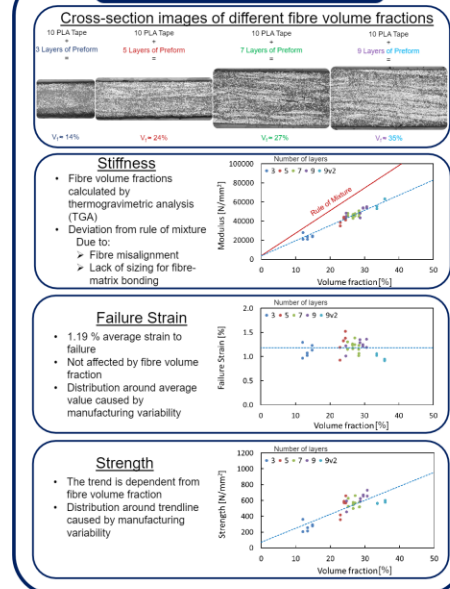 Cross-section images of different fibre volume fractions
10 PLA Tape
+
3 Layers of Preform
=
10 PLA Tape
+
5 Layers of Preform
=
10 PLA Tape
+
7 Layers of Preform
=
10 PLA Tape
+
9 Layers of Preform
=
Vf = 14%
Vf = 24%
Vf = 27%
Vf = 35%
Stiffness
• Fibre volume fractions
calculated by
thermogravimetric analysis
(TGA)
• Deviation from rule of mixture
Due to:
➢ Fibre misalignment
➢ Lack of sizing for fibre-
matrix bonding
Number of layers
3 5 7 9 9v2
Rule of Mixture
Modulus [N/mm²]
100000
80000
60000
40000
20000
0
0 10 20 30 40 50
Volume fraction [%]
Failure Strain
• 1.19 % average strain to
failure
• Not affected by fibre volume
fraction
• Distribution around average
value caused by
manufacturing variability
Number of layers
3 5 7 9 9v2
Failure Strain [%]
2.0
1.5
1.0
0.5
0.0
0 10 20 30 40 50
Volume fraction [%]
Strength
• The trend is dependent from
fibre volume fraction
• Distribution around trendline
caused by manufacturing
variability
Number of layers
3 5 7 9 9v2
Strength [N/mm²]
1200
1000
800
600
400
200
0
0 10 20 30 40 50
Volume fraction [%]